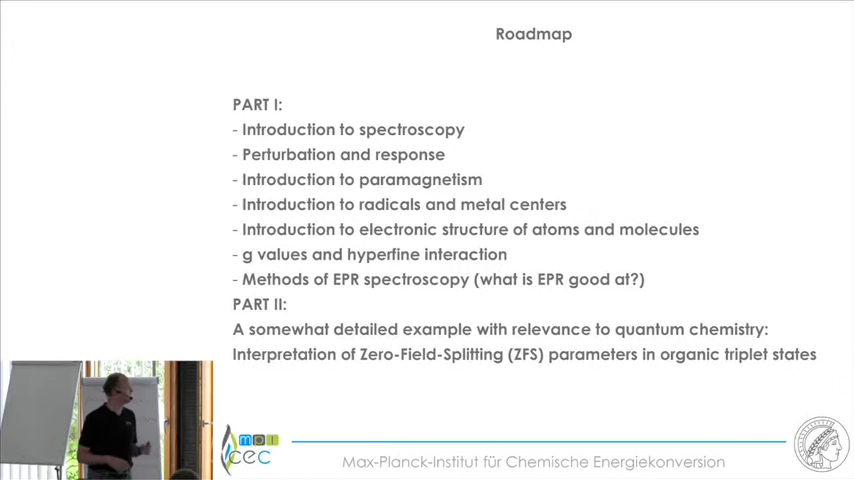 Roadmap
PART I:
- Introduction to spectroscopy
- Perturbation and response
- Introduction to paramagnetism
- Introduction to radicals and metal centers
- Introduction to electronic structure of atoms and molecules
- g values and hyperfine interaction
- Methods of EPR spectroscopy (what is EPR good at?)
PART II:
A somewhat detailed example with relevance to quantum chemistry:
Interpretation of Zero-Field-Splitting (ZFS) parameters in organic triplet states
mpi
cec
Max-Planck-Institut für Chemische Energiekonversion